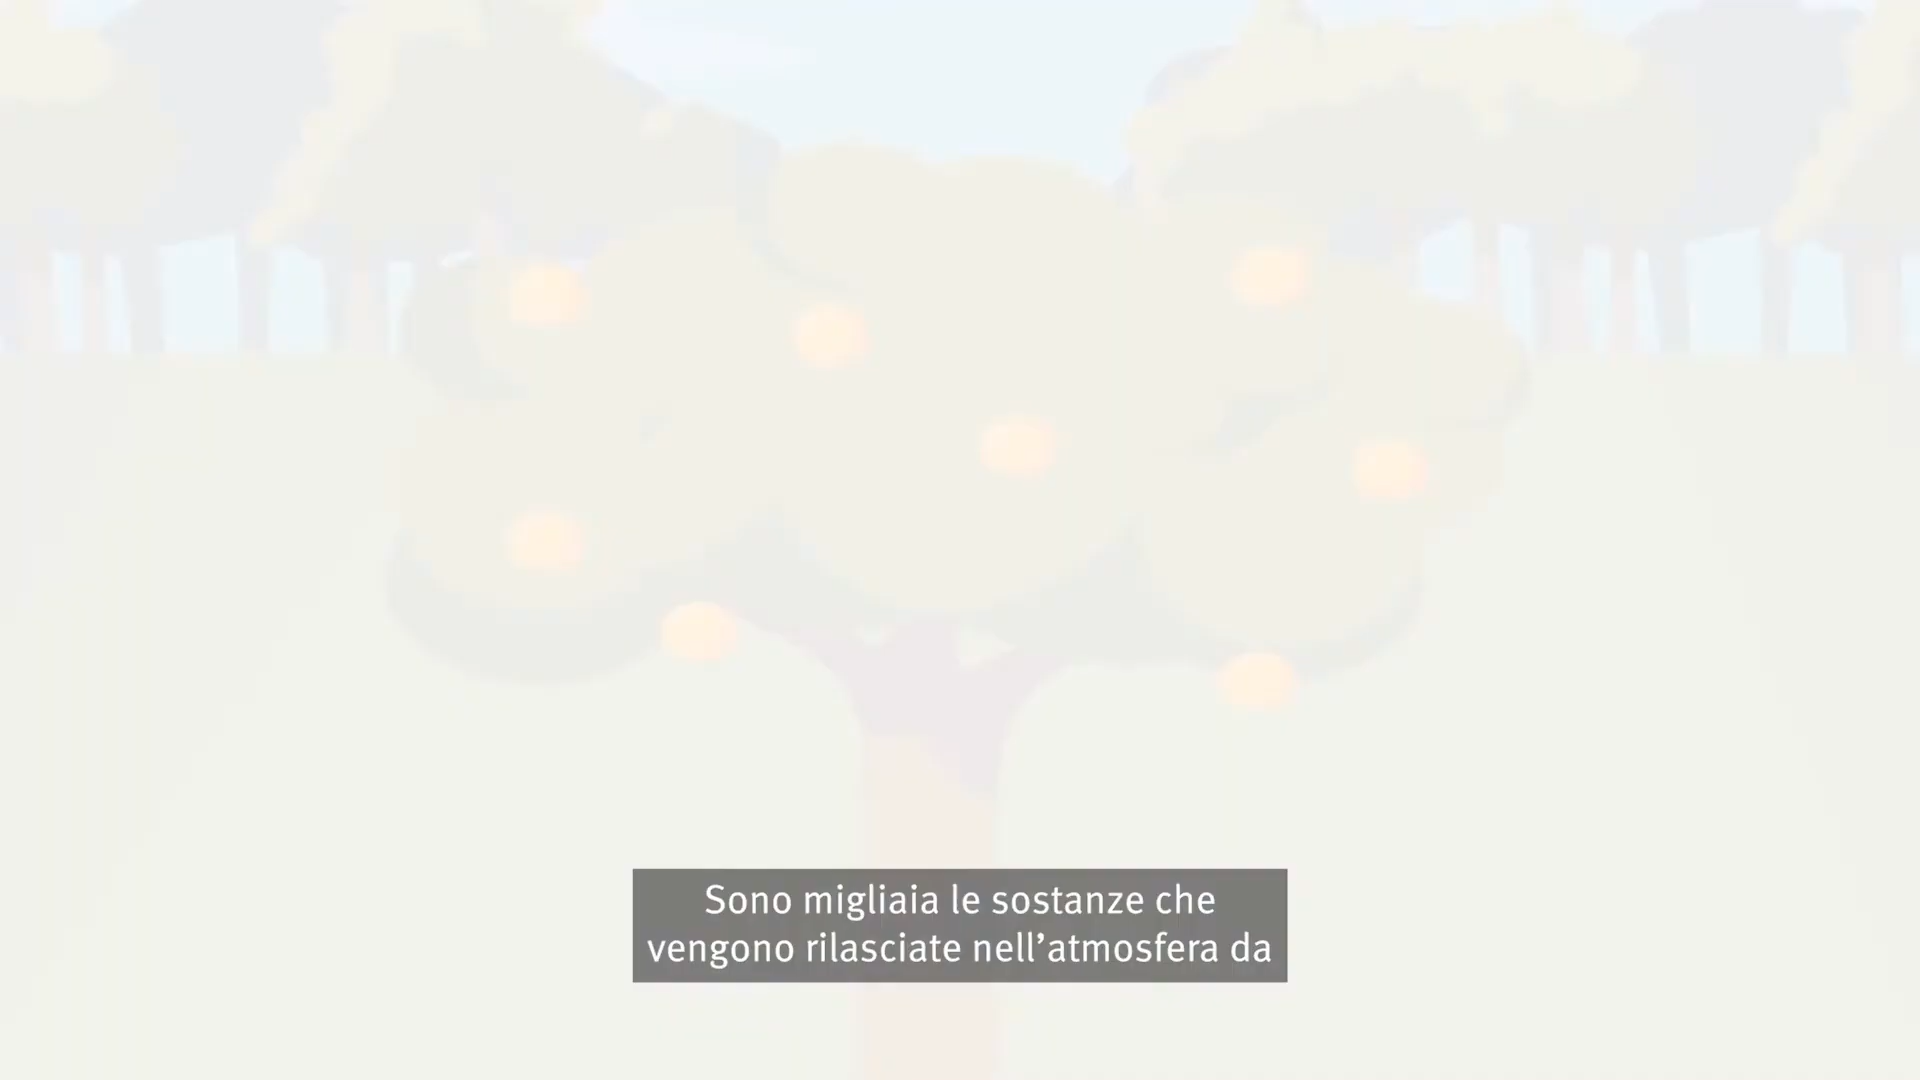 Sono migliaia le sostanze che
vengono rilasciate nell’atmosfera da